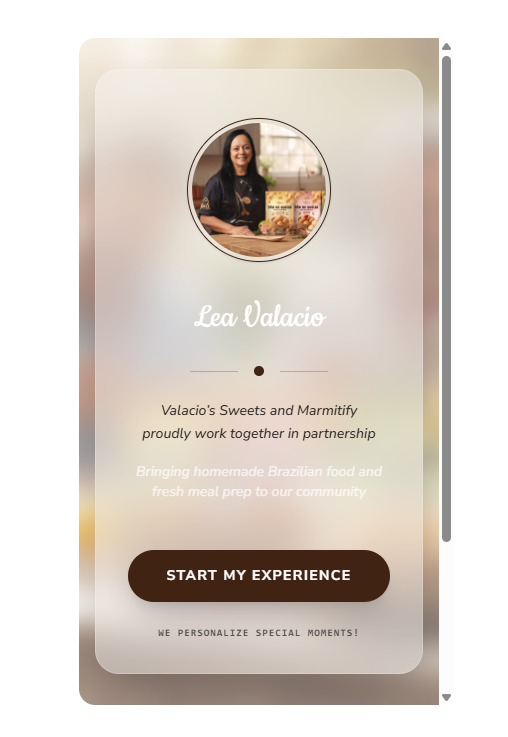 Lea Valacio
Valacio’s Sweets and Marmitify
proudly work together in partnership
Bringing homemade Brazilian food and
fresh meal prep to our community
START MY EXPERIENCE
WE PERSONALIZE SPECIAL MOMENTS!